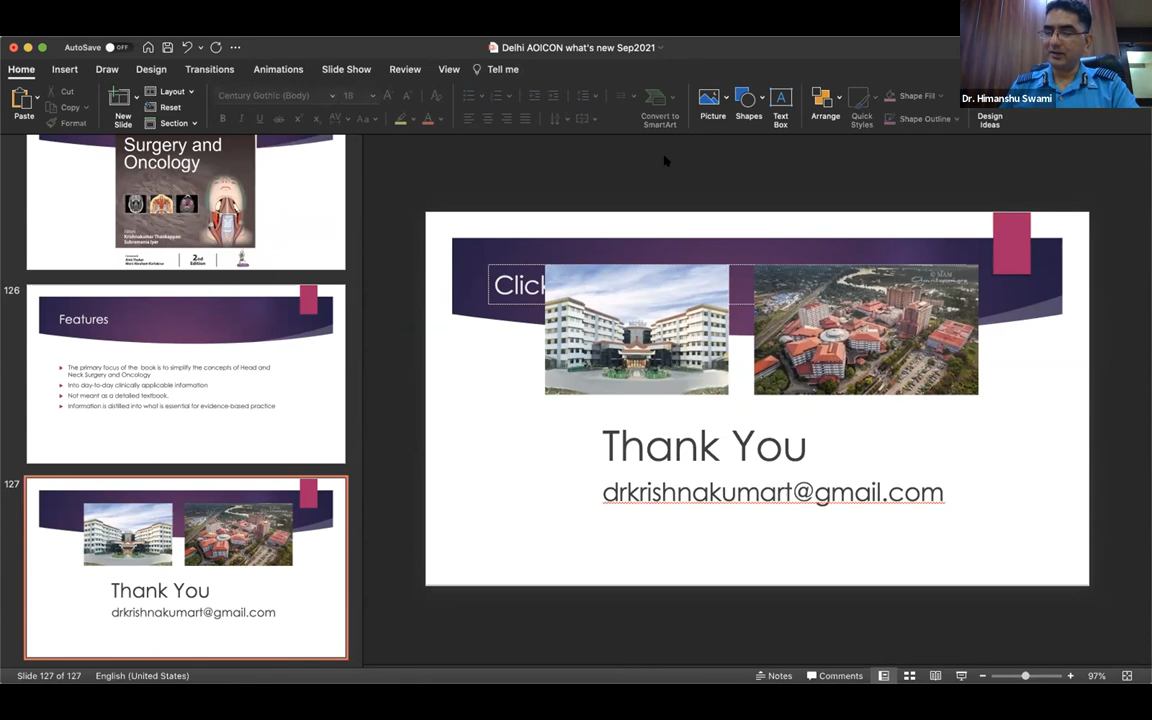 AutoSave OFF
Delhi AOICON what's new Sep2021
Dr. Himanshu Swami
Home Insert Draw Design Transitions Animations Slide Show Review View Tell me
Paste
Cut
Copy
Format
New
Slide
Layout
Reset
Section
Century Gothic (Body) 18
Convert to
SmartArt
Picture
Shapes
Text
Box
Arrange
Quick
Styles
Shape Fill
Shape Outline
Design
Ideas
Surgery and
Oncology
Editors
Krishnakumar Thankappan
Subramania Iyer
2nd
Edition
126
Features
The primary focus of the book is to simplify the concepts of Head and
Neck Surgery and Oncology
Into day-to-day clinically applicable information
Not meant as a detailed textbook.
Information is distilled into what is essential for evidence-based practice
127
Thank You
drkrishnakumart@gmail.com
Click
Thank You
drkrishnakumart@gmail.com
Slide 127 of 127 English (United States)
Notes Comments 97%